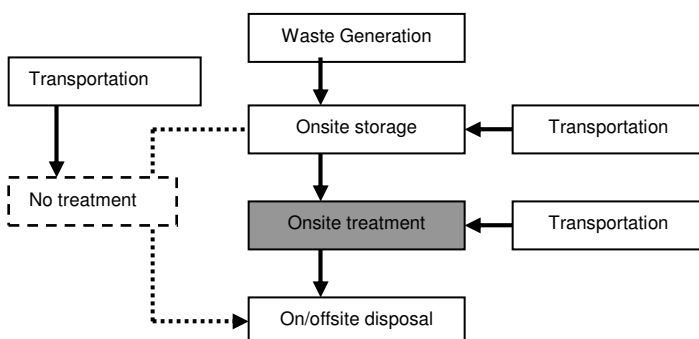 Waste Generation
Transportation
Onsite storage
Transportation
No treatment
Onsite treatment
Transportation
On/offsite disposal